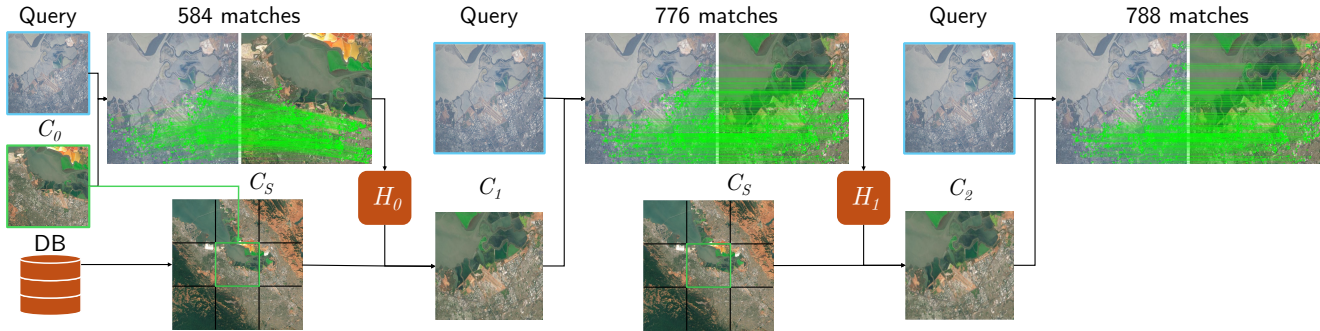 Query
584 matches
Query
776 matches
Query
788 matches
C0
CS
H0
C1
CS
H1
C2
DB